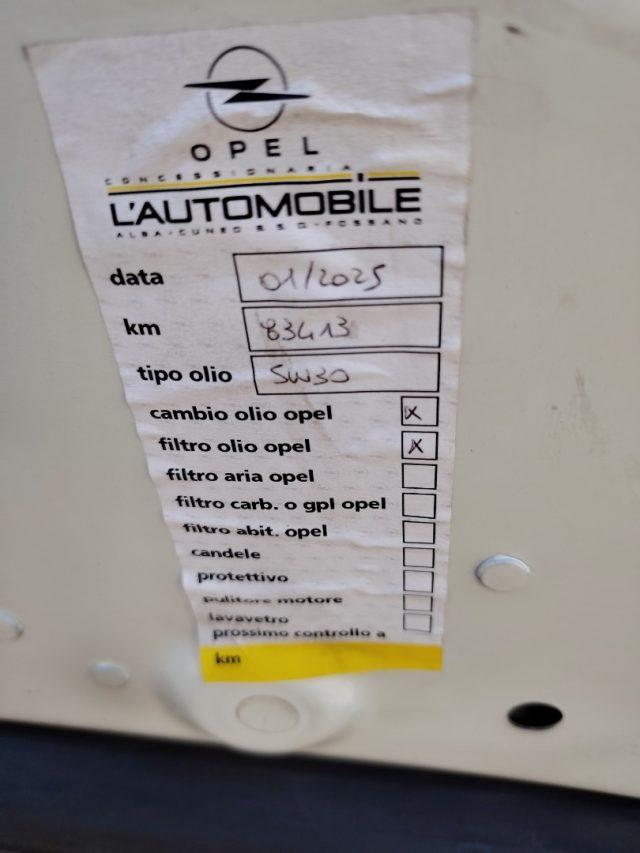 OPEL
CONCESSIONARIA
L'AUTOMOBILE
ALBA-CUNEO S.S.0-FOSSANO
data 01/2025
km 83413
tipo olio 5W30
cambio olio opel x
filtro olio opel x
filtro aria opel
filtro carb. o gpl opel
filtro abit. opel
candele
protettivo
pulitore motore
lavavetro
prossimo controllo a
km